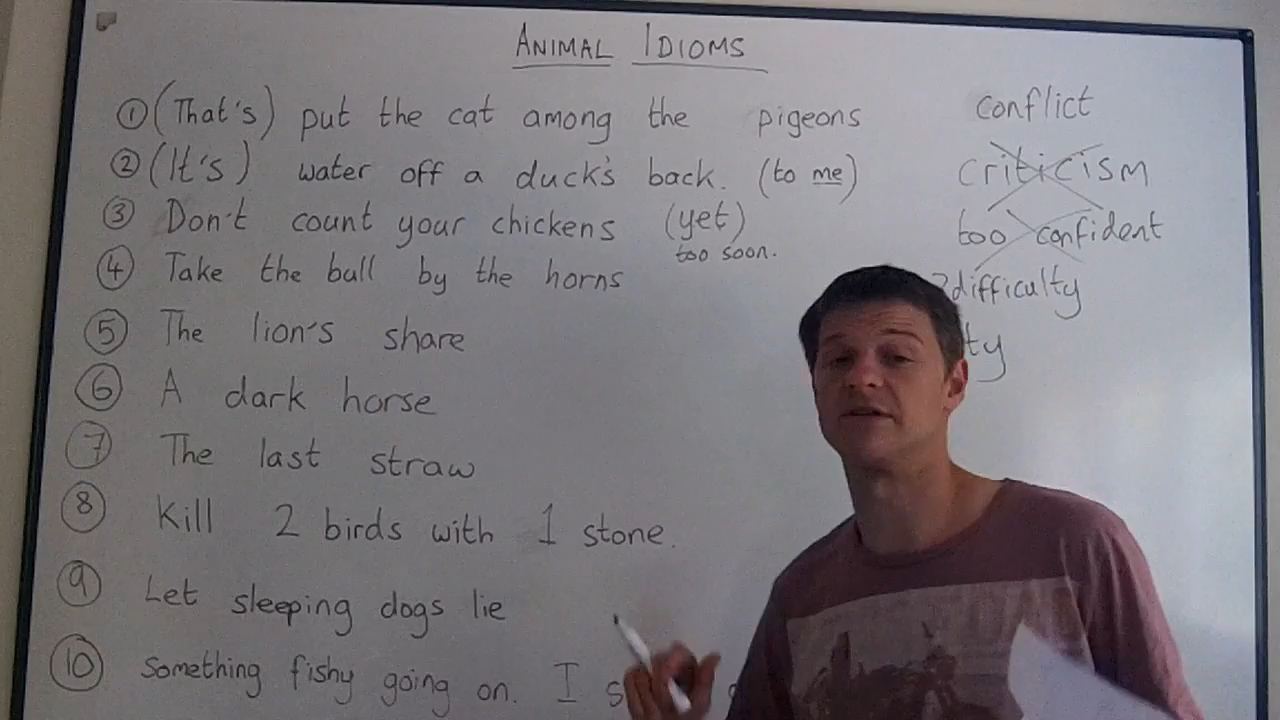 ANIMAL IDIOMS
① (That's) put the cat among the pigeons conflict
② (It's) water off a duck's back. (to me) criticism
③ Don't count your chickens (yet) too confident
too soon.
④ Take the bull by the horns difficulty
⑤ The lion's share
⑥ A dark horse
⑦ The last straw
⑧ Kill 2 birds with 1 stone.
⑨ Let sleeping dogs lie
⑩ Something fishy going on. I